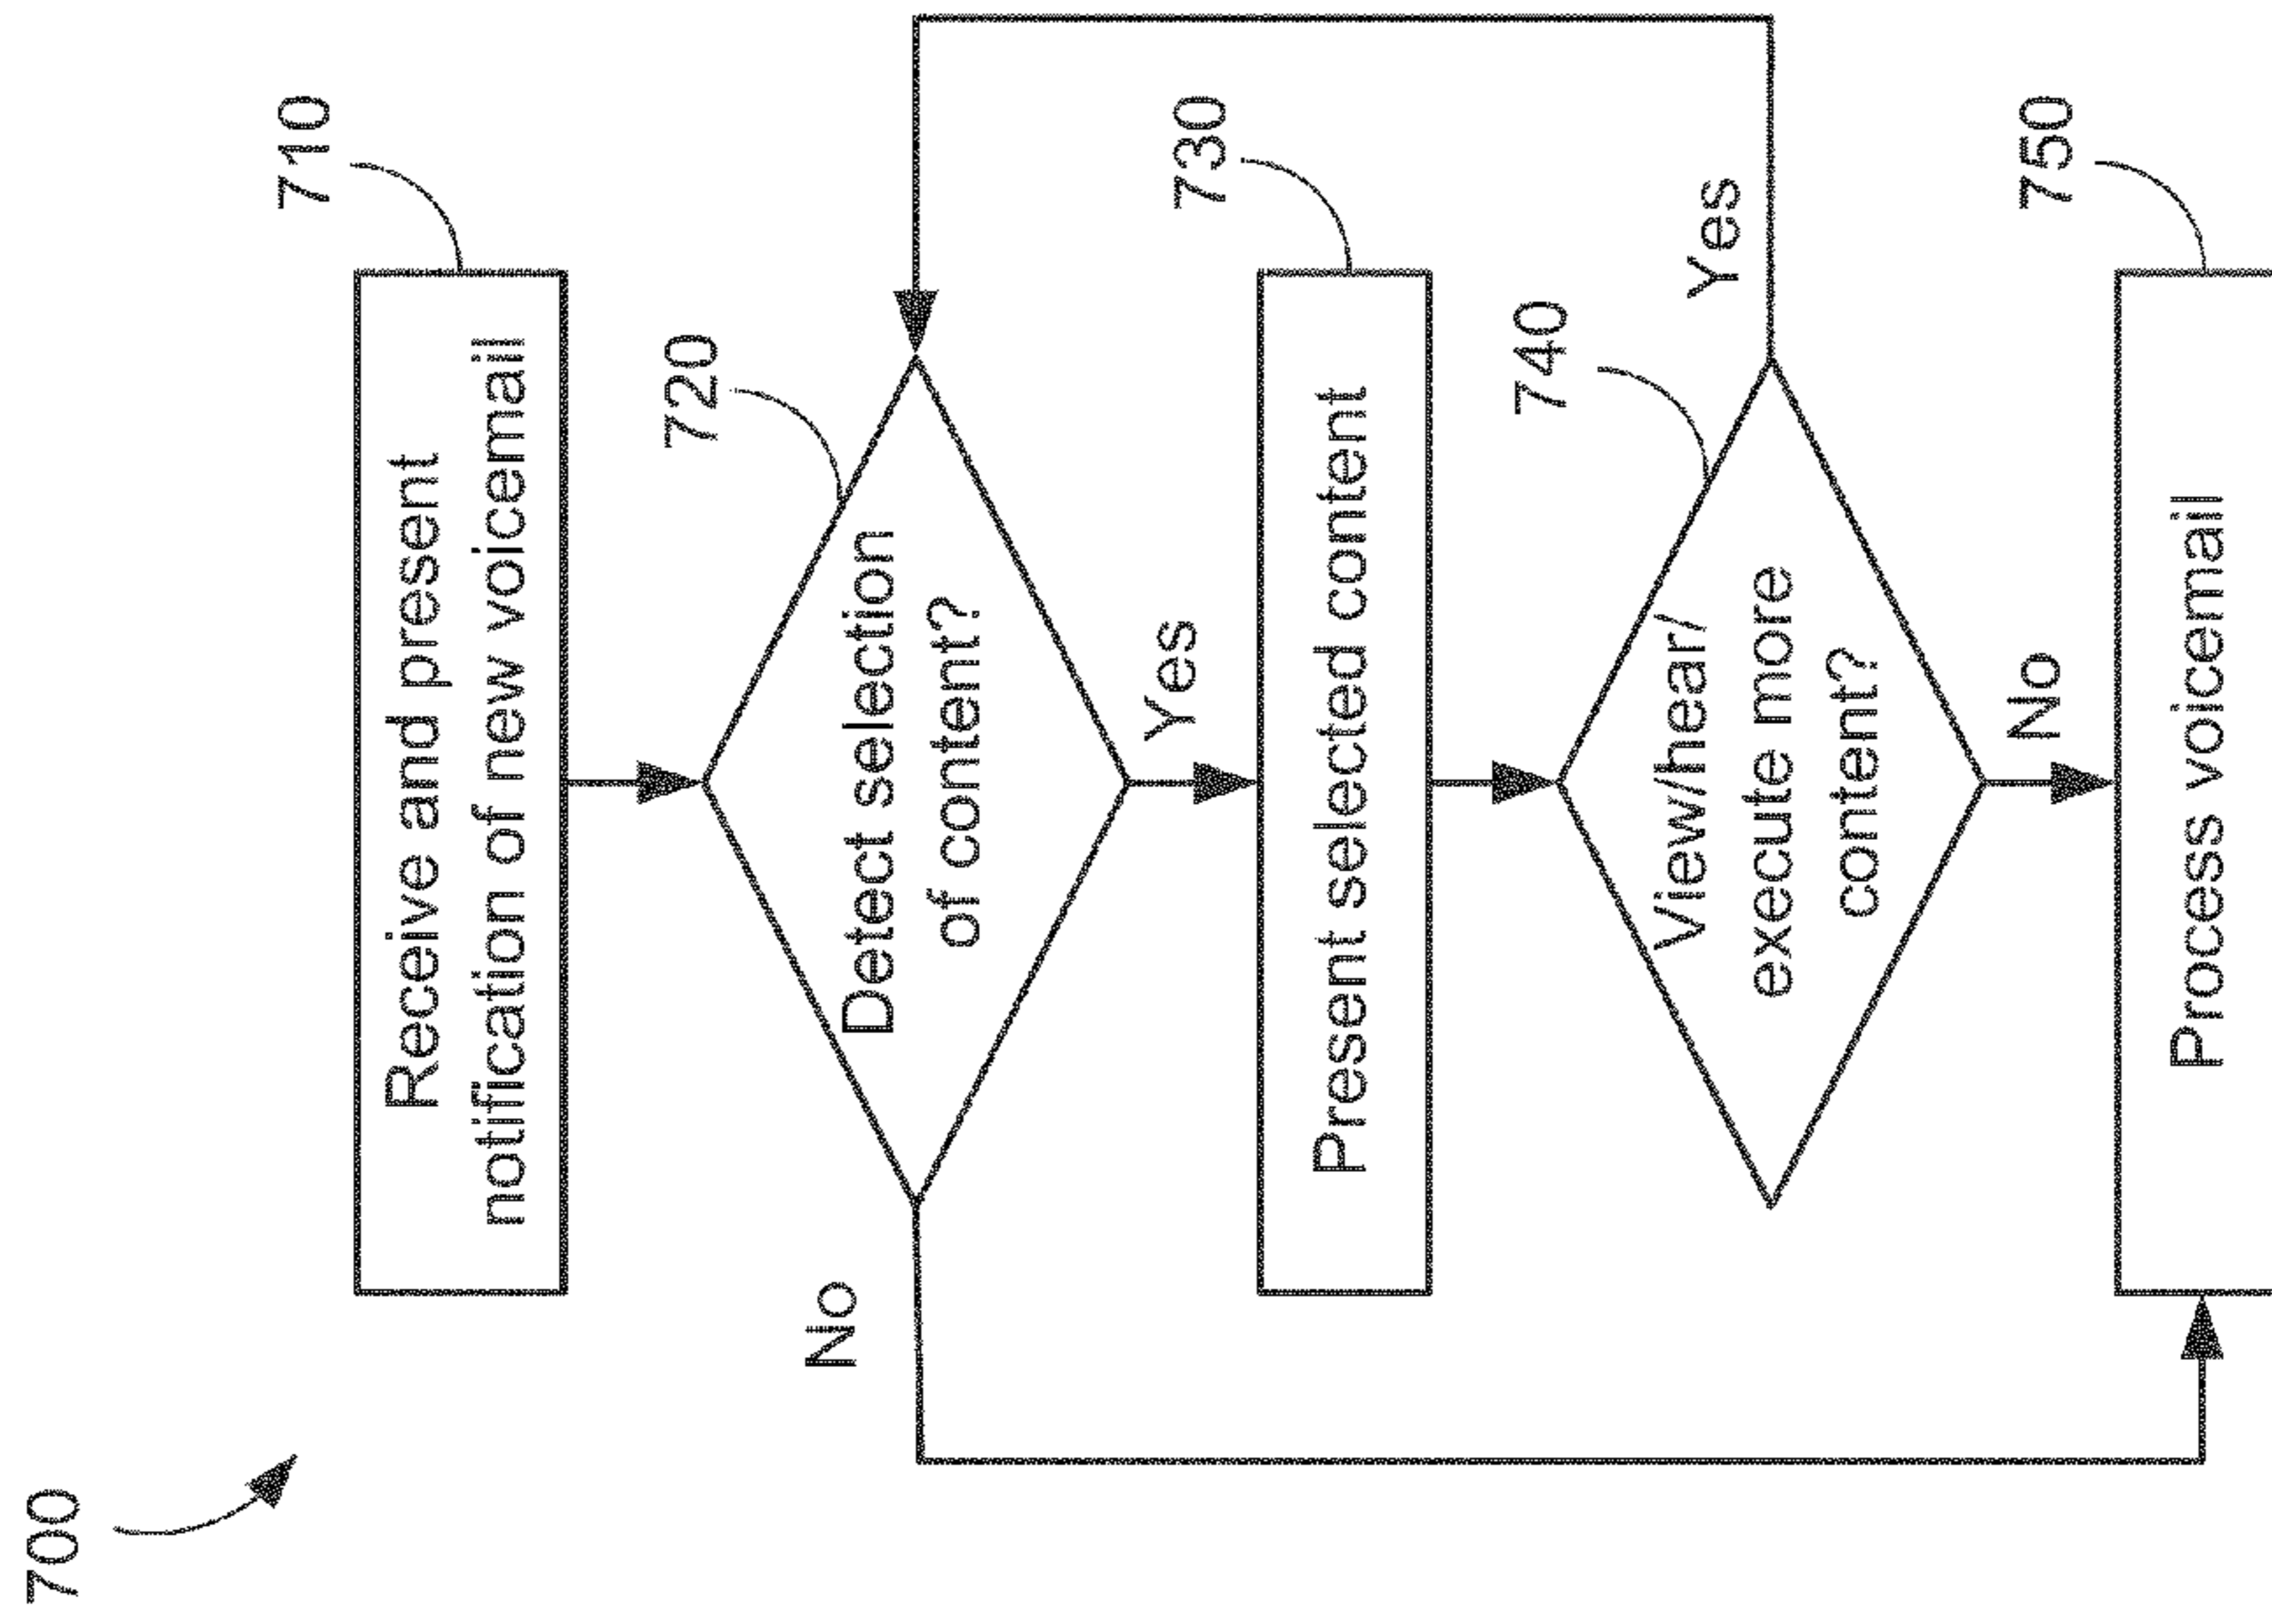 700
710
Receive and present
notification of new voicemail
720
Detect selection
of content?
No
Yes
730
Present selected content
740
View/hear/
execute more
content?
Yes
No
750
Process voicemail